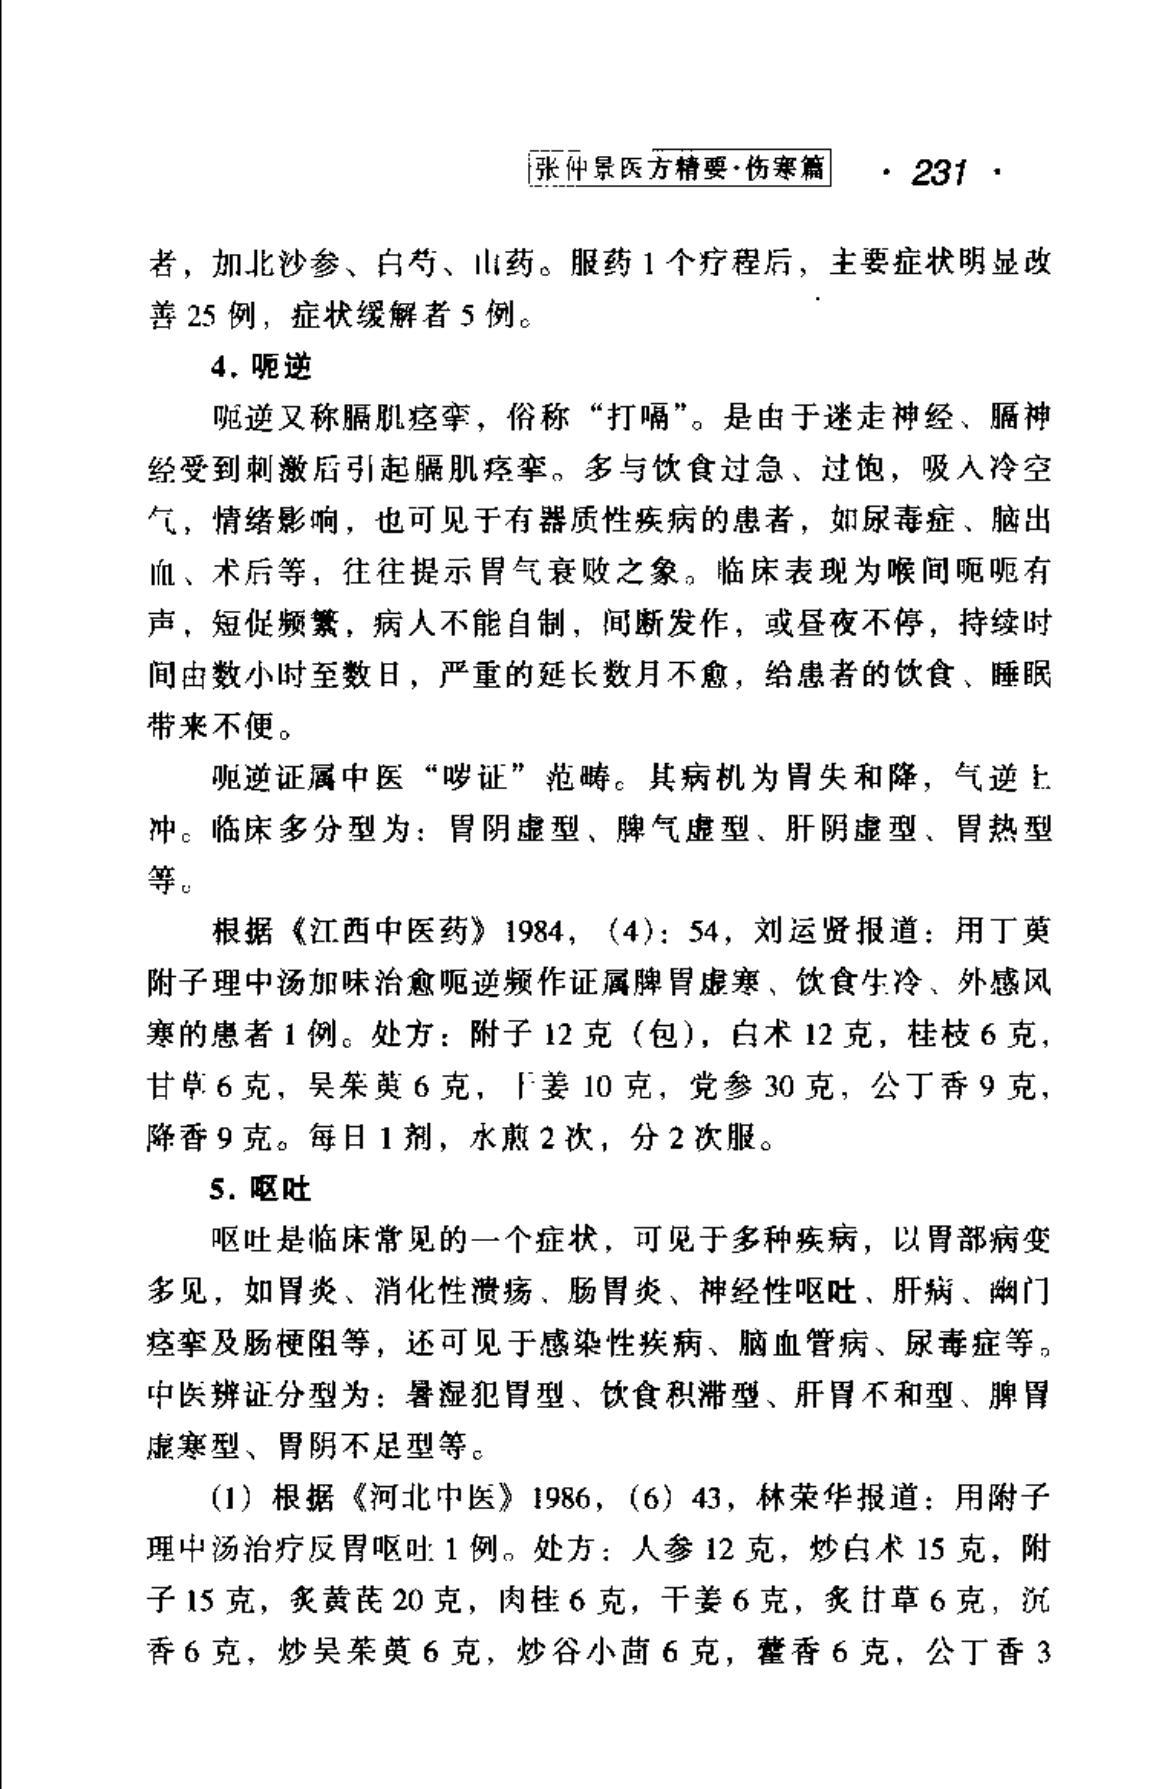 张仲景医方精要·伤寒篇 · 231 ·
者，加北沙参、白芍、山药。服药1个疗程后，主要症状明显改
善25例，症状缓解者5例。
4. 呃逆
呃逆又称膈肌痉挛，俗称“打嗝”。是由于迷走神经、膈神
经受到刺激后引起膈肌痉挛。多与饮食过急、过饱，吸入冷空
气，情绪影响，也可见于有器质性疾病的患者，如尿毒症、脑出
血、术后等，往往提示胃气衰败之象。临床表现为喉间呃呃有
声，短促频繁，病人不能自制，间断发作，或昼夜不停，持续时
间由数小时至数日，严重的延长数月不愈，给患者的饮食、睡眠
带来不便。
呃逆证属中医“哕证”范畴。其病机为胃失和降，气逆上
冲。临床多分型为：胃阴虚型、脾气虚型、肝阴虚型、胃热型
等。
根据《江西中医药》1984，（4）：54，刘运贤报道：用丁萸
附子理中汤加味治愈呃逆频作证属脾胃虚寒、饮食生冷、外感风
寒的患者1例。处方：附子12克（包），白术12克，桂枝6克，
甘草6克，吴茱萸6克，干姜10克，党参30克，公丁香9克，
降香9克。每日1剂，水煎2次，分2次服。
5. 呕吐
呕吐是临床常见的一个症状，可见于多种疾病，以胃部病变
多见，如胃炎、消化性溃疡、肠胃炎、神经性呕吐、肝病、幽门
痉挛及肠梗阻等，还可见于感染性疾病、脑血管病、尿毒症等。
中医辨证分型为：暑湿犯胃型、饮食积滞型、肝胃不和型、脾胃
虚寒型、胃阴不足型等。
（1）根据《河北中医》1986，（6）43，林荣华报道：用附子
理中汤治疗反胃呕吐1例。处方：人参12克，炒白术15克，附
子15克，炙黄芪20克，肉桂6克，干姜6克，炙甘草6克，沉
香6克，炒吴茱萸6克，炒谷小茴6克，藿香6克，公丁香3